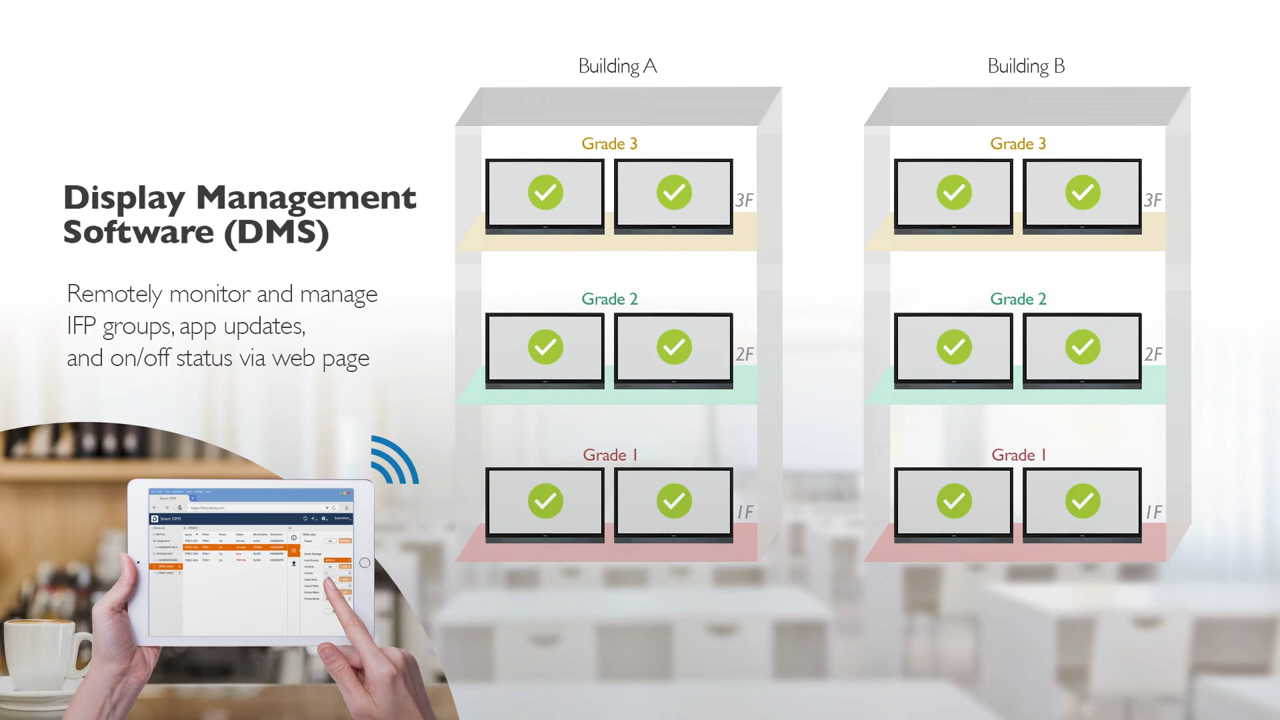 Building A
Building B
Display Management
Software (DMS)
Remotely monitor and manage
IFP groups, app updates,
and on/off status via web page
Grade 3
3F
Grade 2
2F
Grade 1
1F
Grade 3
3F
Grade 2
2F
Grade 1
1F